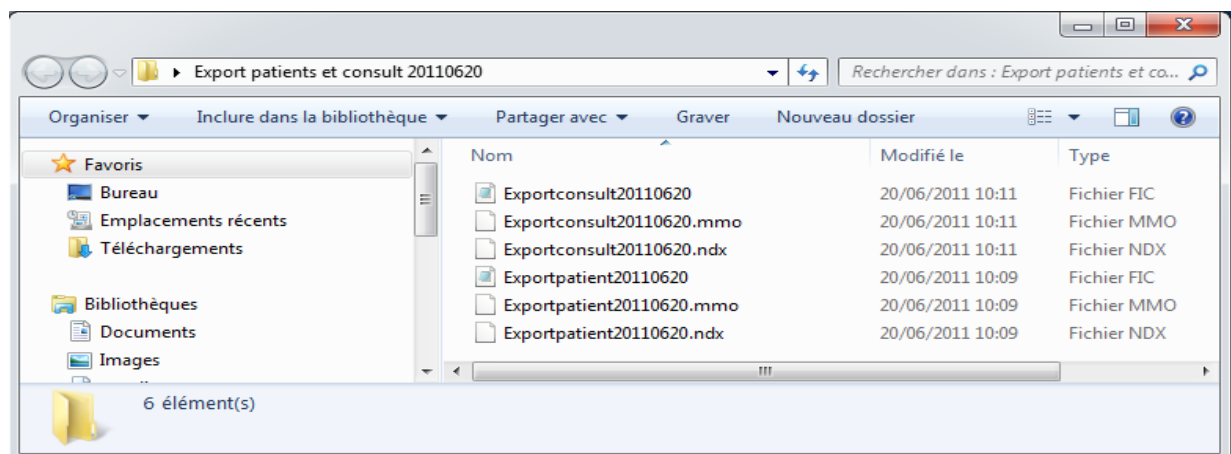 Export patients et consult 20110620
Rechercher dans : Export patients et co...
Organiser
Inclure dans la bibliothèque
Partager avec
Graver
Nouveau dossier
Favoris
Bureau
Emplacements récents
Téléchargements
Bibliothèques
Documents
Images
Nom Modifié le Type
Exportconsult20110620 20/06/2011 10:11 Fichier FIC
Exportconsult20110620.mmo 20/06/2011 10:11 Fichier MMO
Exportconsult20110620.ndx 20/06/2011 10:11 Fichier NDX
Exportpatient20110620 20/06/2011 10:09 Fichier FIC
Exportpatient20110620.mmo 20/06/2011 10:09 Fichier MMO
Exportpatient20110620.ndx 20/06/2011 10:09 Fichier NDX
6 élément(s)